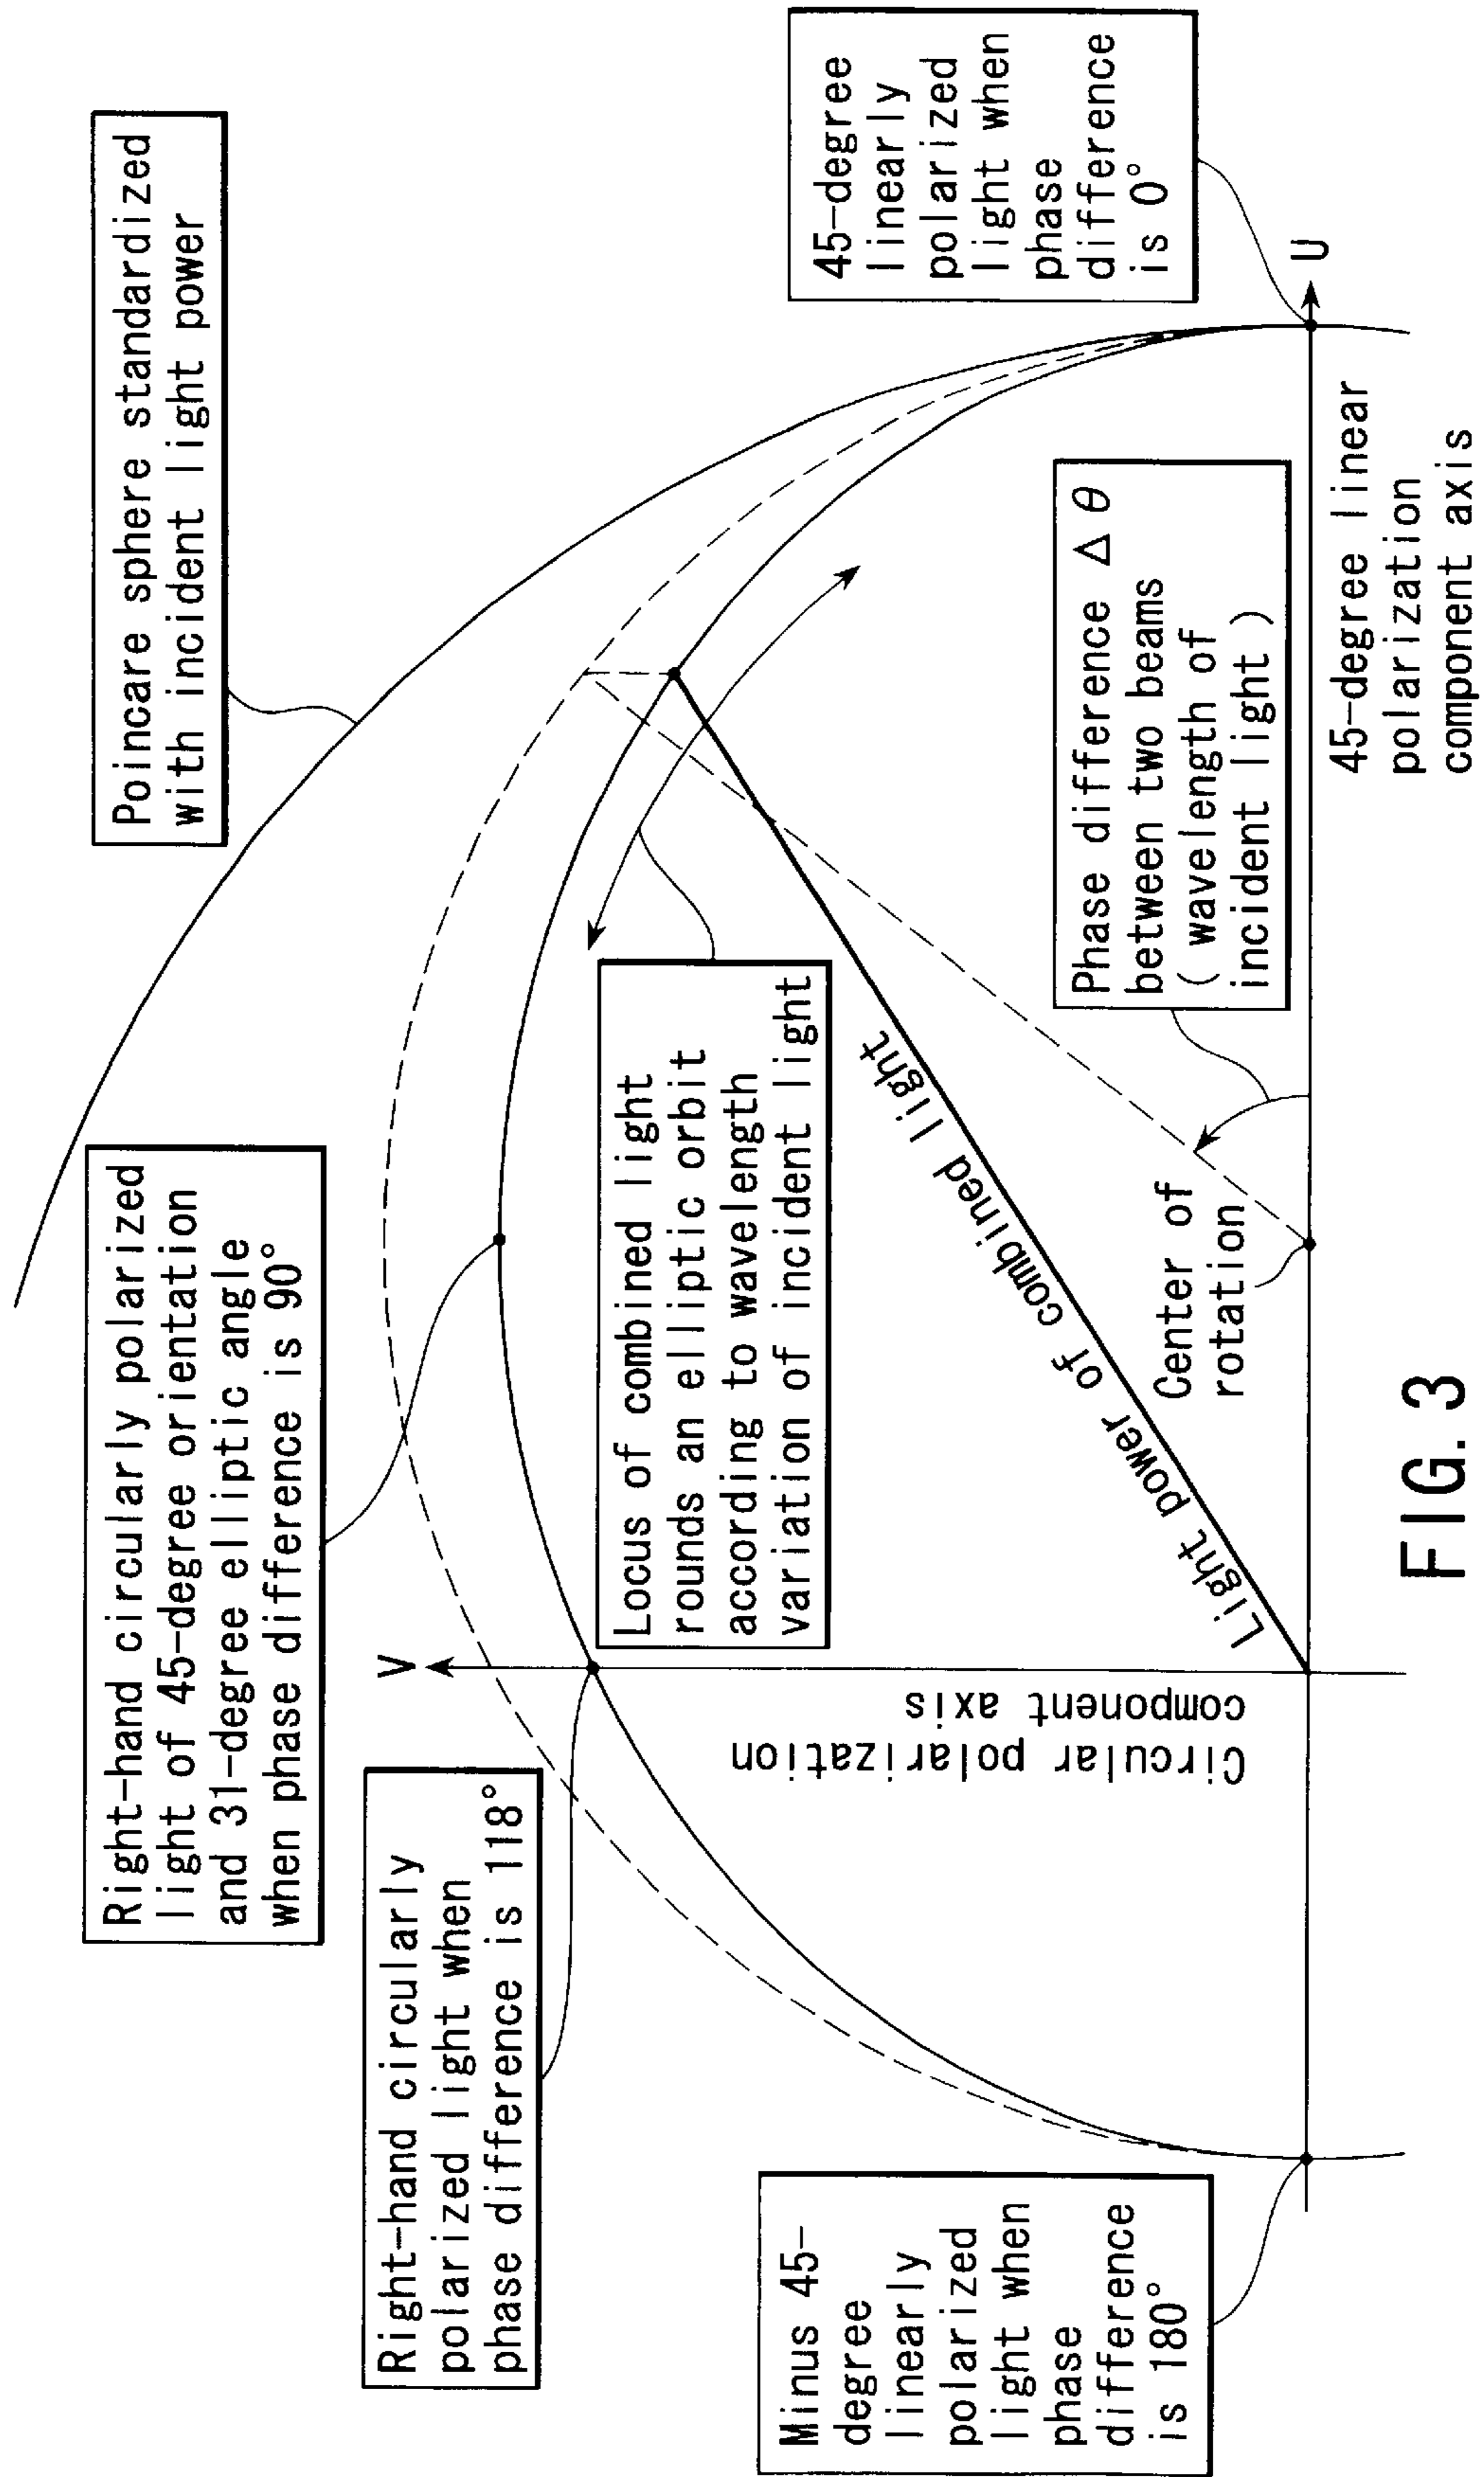 Poincare sphere standardized
with incident light power
Right-hand circularly polarized
light of 45-degree orientation
and 31-degree elliptic angle
when phase difference is 90°
Right-hand circularly
polarized light when
phase difference is 118°
Minus 45-
degree
linearly
polarized
light when
phase
difference
is 180°
V
Circular polarization
component axis
Locus of combined light
rounds an elliptic orbit
according to wavelength
variation of incident light
Light power of combined light
Center of
rotation
Phase difference Δθ
between two beams
(wavelength of
incident light)
45-degree
linearly
polarized
light when
phase
difference
is 0°
U
45-degree linear
polarization
component axis
FIG. 3